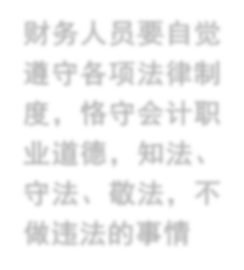 财务人员要自觉
遵守各项法律制
度，恪守会计职
业道德，知法、
守法、敬法，不
做违法的事情